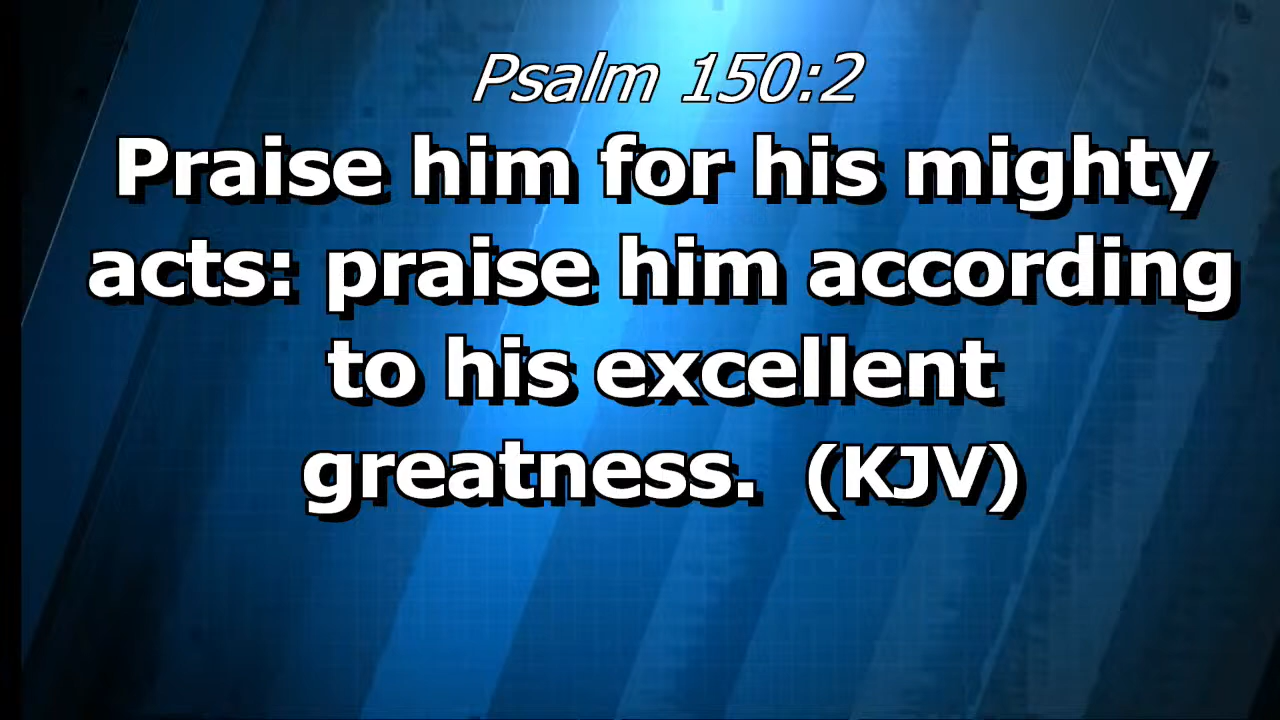 Psalm 150:2
Praise him for his mighty
acts: praise him according
to his excellent
greatness.  (KJV)